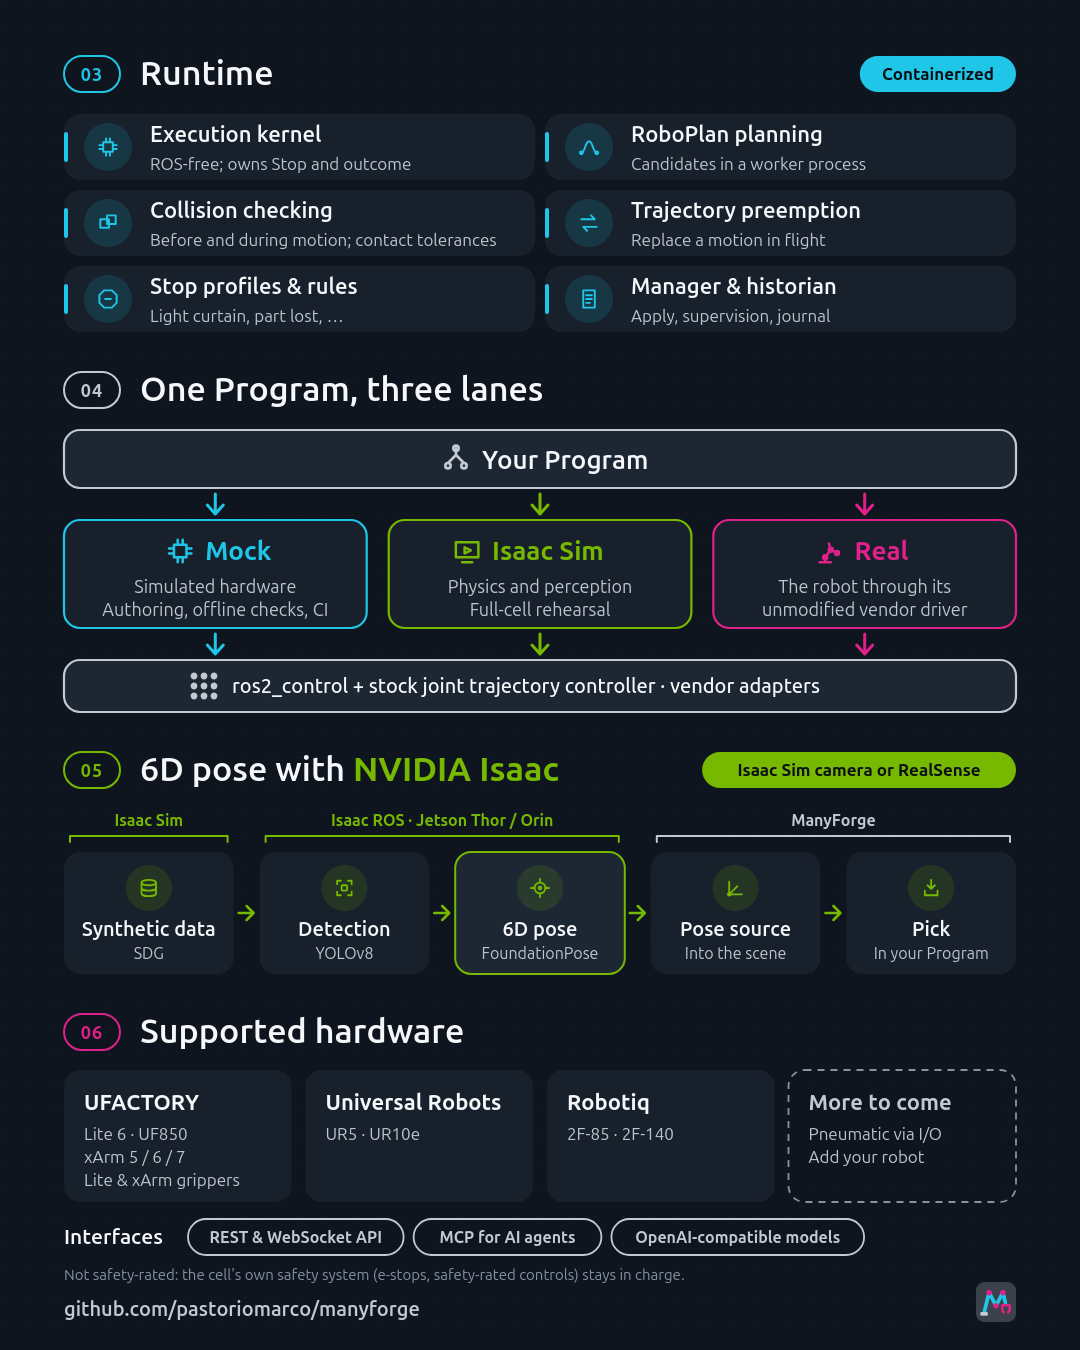 03 Runtime
Containerized
Execution kernel
ROS-free; owns Stop and outcome
RoboPlan planning
Candidates in a worker process
Collision checking
Before and during motion; contact tolerances
Trajectory preemption
Replace a motion in flight
Stop profiles & rules
Light curtain, part lost, …
Manager & historian
Apply, supervision, journal
04 One Program, three lanes
Your Program
Mock
Simulated hardware
Authoring, offline checks, CI
Isaac Sim
Physics and perception
Full-cell rehearsal
Real
The robot through its
unmodified vendor driver
ros2_control + stock joint trajectory controller · vendor adapters
05 6D pose with NVIDIA Isaac
Isaac Sim camera or RealSense
Isaac Sim
Isaac ROS · Jetson Thor / Orin
ManyForge
Synthetic data
SDG
Detection
YOLOv8
6D pose
FoundationPose
Pose source
Into the scene
Pick
In your Program
06 Supported hardware
UFACTORY
Lite 6 · UF850
xArm 5 / 6 / 7
Lite & xArm grippers
Universal Robots
UR5 · UR10e
Robotiq
2F-85 · 2F-140
More to come
Pneumatic via I/O
Add your robot
Interfaces
REST & WebSocket API
MCP for AI agents
OpenAI-compatible models
Not safety-rated: the cell's own safety system (e-stops, safety-rated controls) stays in charge.
github.com/pastoriomarco/manyforge